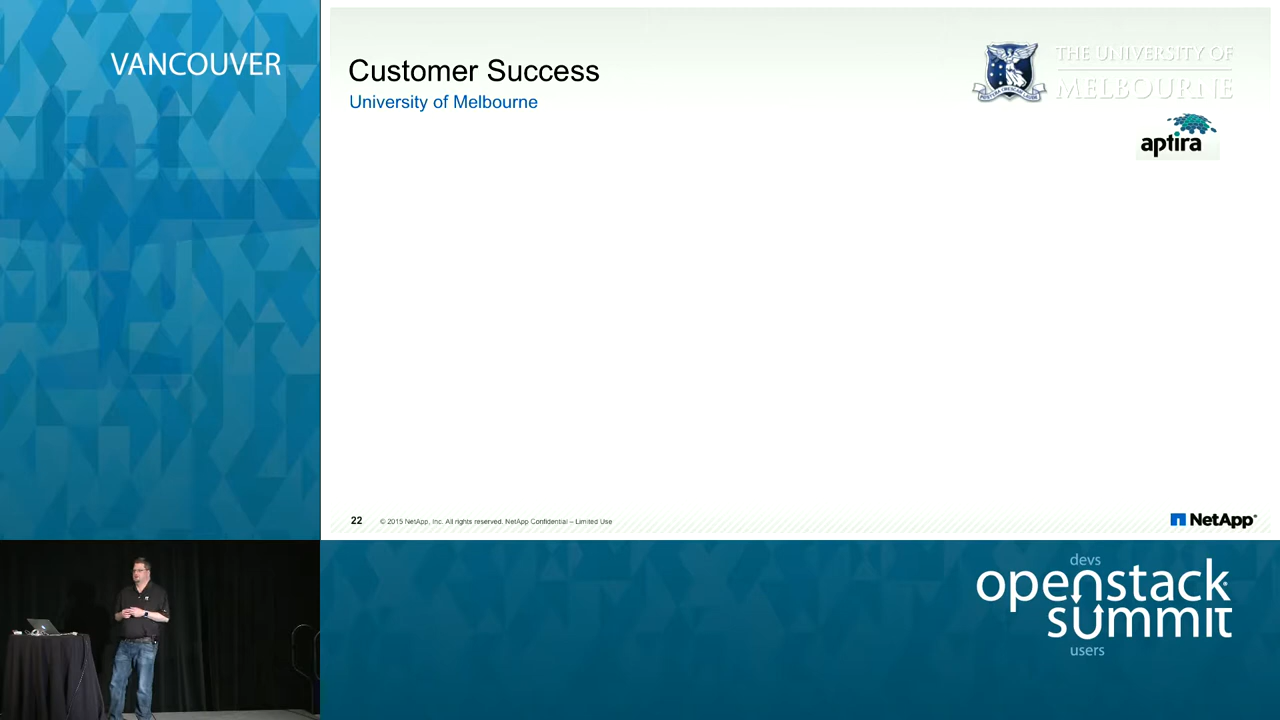 VANCOUVER
Customer Success
University of Melbourne
THE UNIVERSITY OF
MELBOURNE
aptira
22
© 2015 NetApp, Inc. All rights reserved. NetApp Confidential – Limited Use
NetApp®
devs
openstack
summit
users